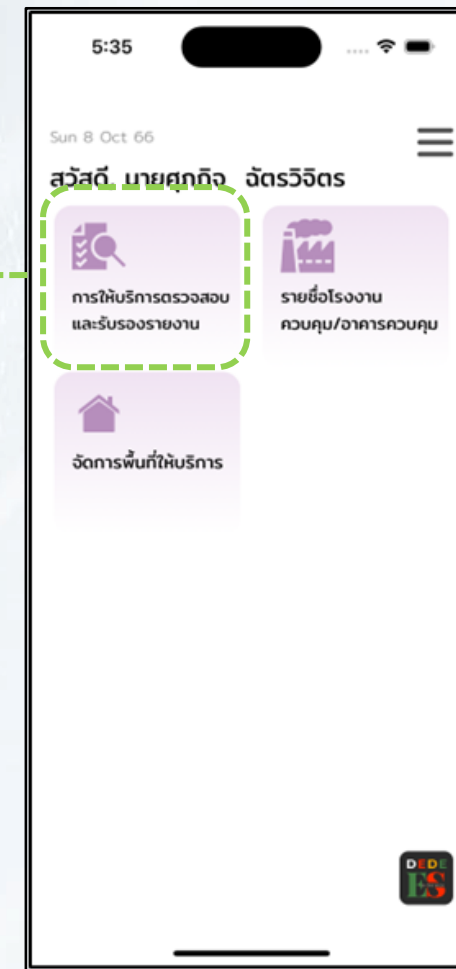 5:35
Sun 8 Oct 66
สวัสดี นายศุภกิจ ฉัตรวิจิตร
การให้บริการตรวจสอบ
และรับรองรายงาน
รายชื่อโรงงาน
ควบคุม/อาคารควบคุม
จัดการพื้นที่ให้บริการ
DEDE
ES